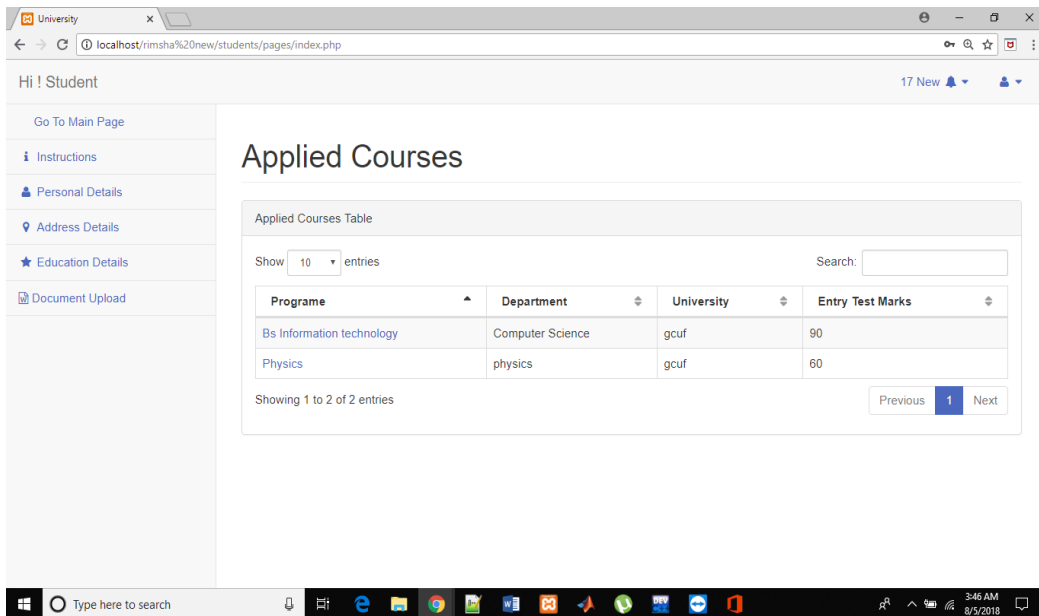 University
localhost/rimsha%20new/students/pages/index.php
Hi ! Student
17 New
Go To Main Page
Instructions
Personal Details
Address Details
Education Details
Document Upload
Applied Courses
Applied Courses Table
Show 10 entries
Search:
Programe Department University Entry Test Marks
Bs Information technology Computer Science gcuf 90
Physics physics gcuf 60
Showing 1 to 2 of 2 entries
Previous 1 Next
Type here to search
DEV
3:46 AM
8/5/2018